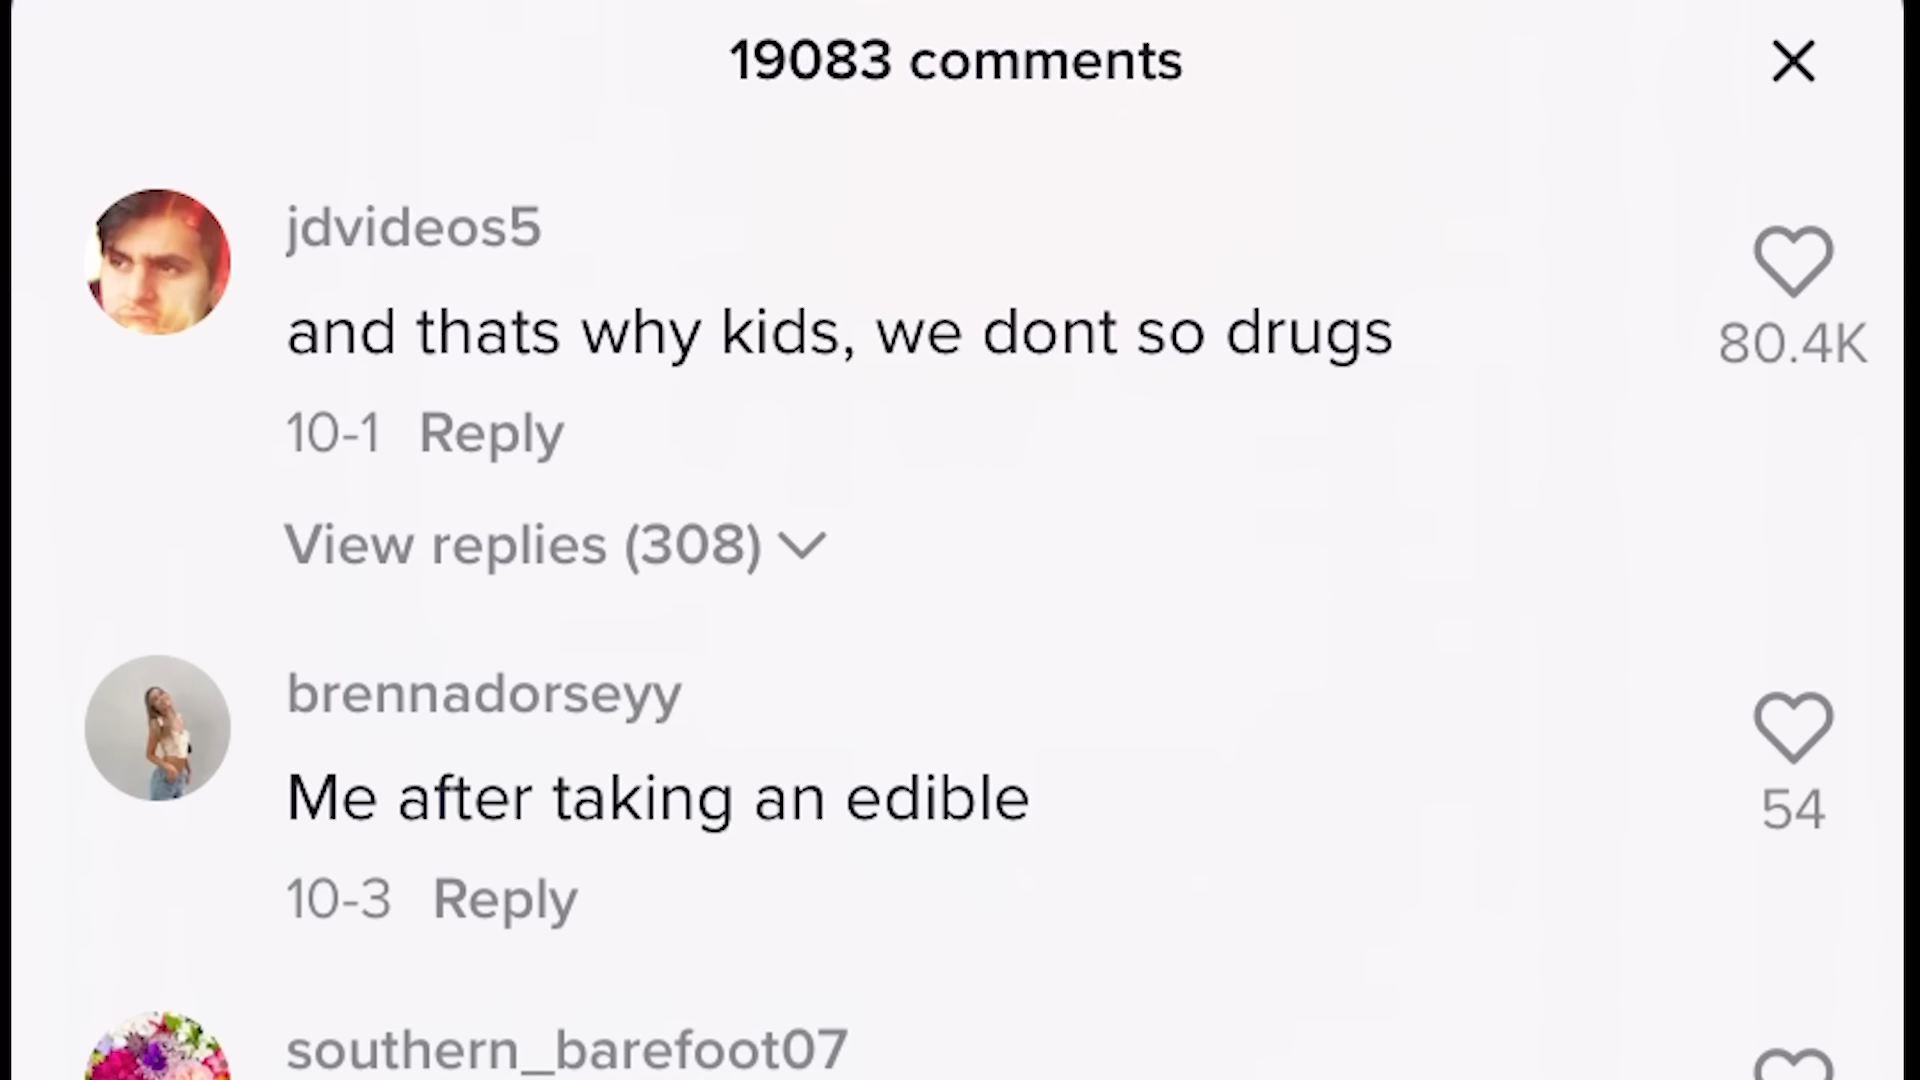 19083 comments
jdvideos5
and thats why kids, we dont so drugs
80.4K
10-1 Reply
View replies (308)
brennadorseyy
Me after taking an edible
54
10-3 Reply
southern_barefoot07